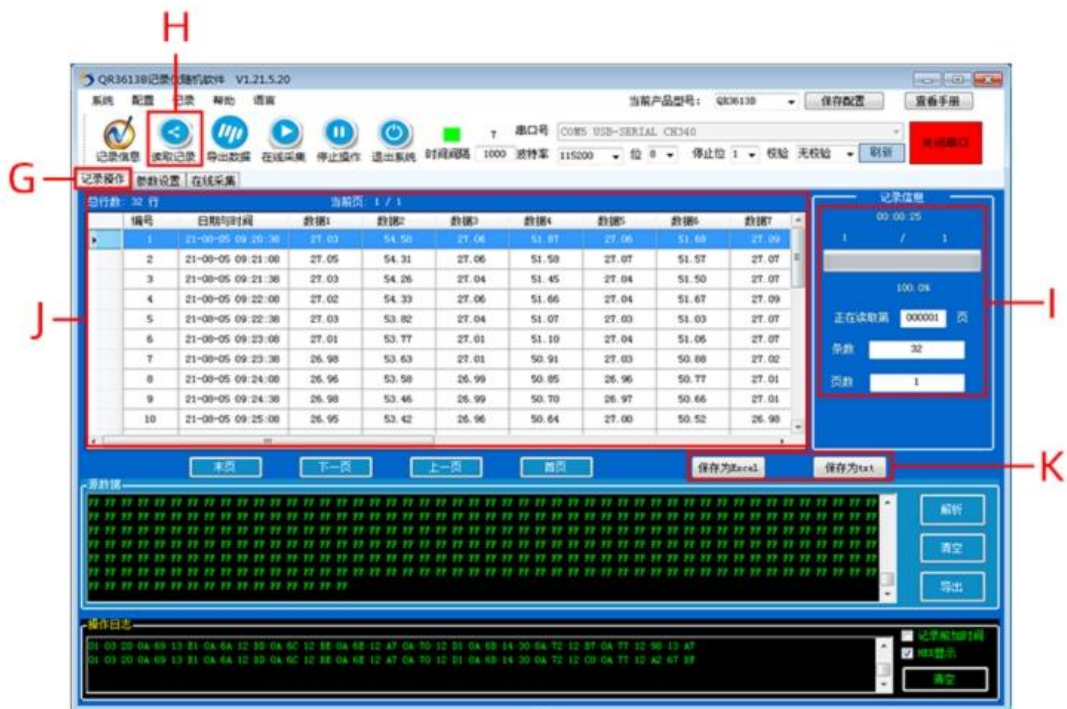 H
QR3613B记录仪随机软件 V1.21.5.20
系统 配置 记录 帮助 语言 当前产品型号: QR3613B 保存配置 查看手册
记录信息 读取记录 导出数据 在线采集 停止操作 退出系统 时间间隔 ? 1000 串口号 COM5 USB-SERIAL CH340 波特率 115200 位 8 停止位 1 校验 无校验 刷新 关闭串口
G
记录操作 参数设置 在线采集
总行数: 32 行 当前页: 1 / 1
编号 日期与时间 数据1 数据2 数据3 数据4 数据5 数据6 数据7
1 21-08-05 09:20:38 27.03 54.58 27.06 51.87 27.06 51.68 27.09
2 21-08-05 09:21:08 27.05 54.31 27.06 51.58 27.07 51.57 27.07
3 21-08-05 09:21:38 27.03 54.26 27.04 51.45 27.04 51.50 27.07
4 21-08-05 09:22:08 27.02 54.33 27.06 51.66 27.04 51.67 27.09
5 21-08-05 09:22:38 27.03 53.82 27.04 51.07 27.03 51.03 27.07
6 21-08-05 09:23:08 27.01 53.77 27.01 51.10 27.04 51.06 27.07
7 21-08-05 09:23:38 26.98 53.63 27.01 50.91 27.03 50.88 27.02
8 21-08-05 09:24:08 26.96 53.58 26.99 50.85 26.96 50.77 27.01
9 21-08-05 09:24:38 26.98 53.46 26.99 50.70 26.97 50.66 27.01
10 21-08-05 09:25:08 26.95 53.42 26.96 50.64 27.00 50.52 26.98
J
记录信息
00:00:25
1 / 1
100.0%
正在读取第 000001 页
条数 32
页数 1
I
末页 下一页 上一页 首页 保存为Excel 保存为txt
K
源数据
解析
清空
导出
操作日志
记录前加时间
HEX显示
清空